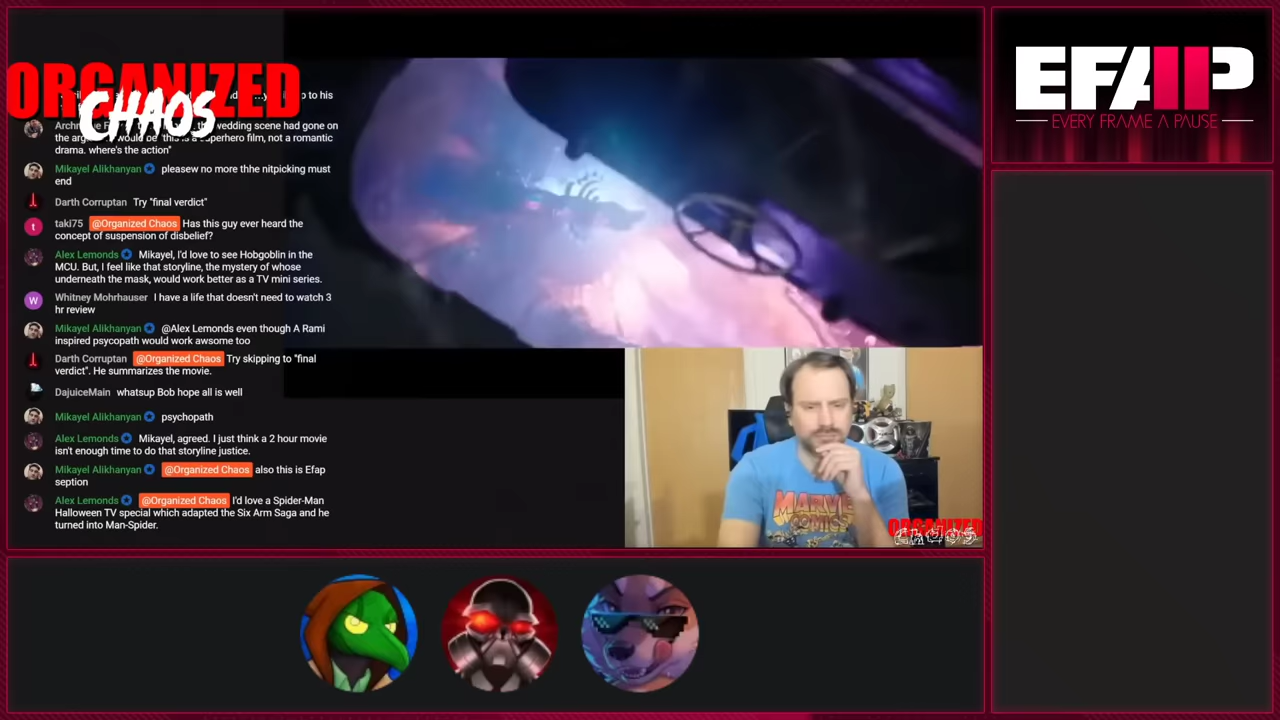 ORGANIZED
CHAOS
to his
wedding scene had gone on
would be this is a superhero film, not a romantic
drama. where's the action"
Mikayel Alikhanyan pleasew no more thhe nitpicking must
end
Darth Corruptan Try "final verdict"
taki75 @Organized Chaos Has this guy ever heard the
concept of suspension of disbelief?
Alex Lemonds Mikayel, I'd love to see Hobgoblin in the
MCU. But, I feel like that storyline, the mystery of whose
underneath the mask, would work better as a TV mini series.
W
Whitney Mohrhauser I have a life that doesn't need to watch 3
hr review
Mikayel Alikhanyan @Alex Lemonds even though A Rami
inspired psycopath would work awsome too
Darth Corruptan @Organized Chaos Try skipping to "final
verdict". He summarizes the movie.
DajuiceMain whatsup Bob hope all is well
Mikayel Alikhanyan psychopath
Alex Lemonds Mikayel, agreed. I just think a 2 hour movie
isn't enough time to do that storyline justice.
Mikayel Alikhanyan @Organized Chaos also this is Efap
seption
Alex Lemonds @Organized Chaos I'd love a Spider-Man
Halloween TV special which adapted the Six Arm Saga and he
turned into Man-Spider.
MARVEL
COMICS
ORGANIZED
CHAOS
EFAP
EVERY FRAME A PAUSE